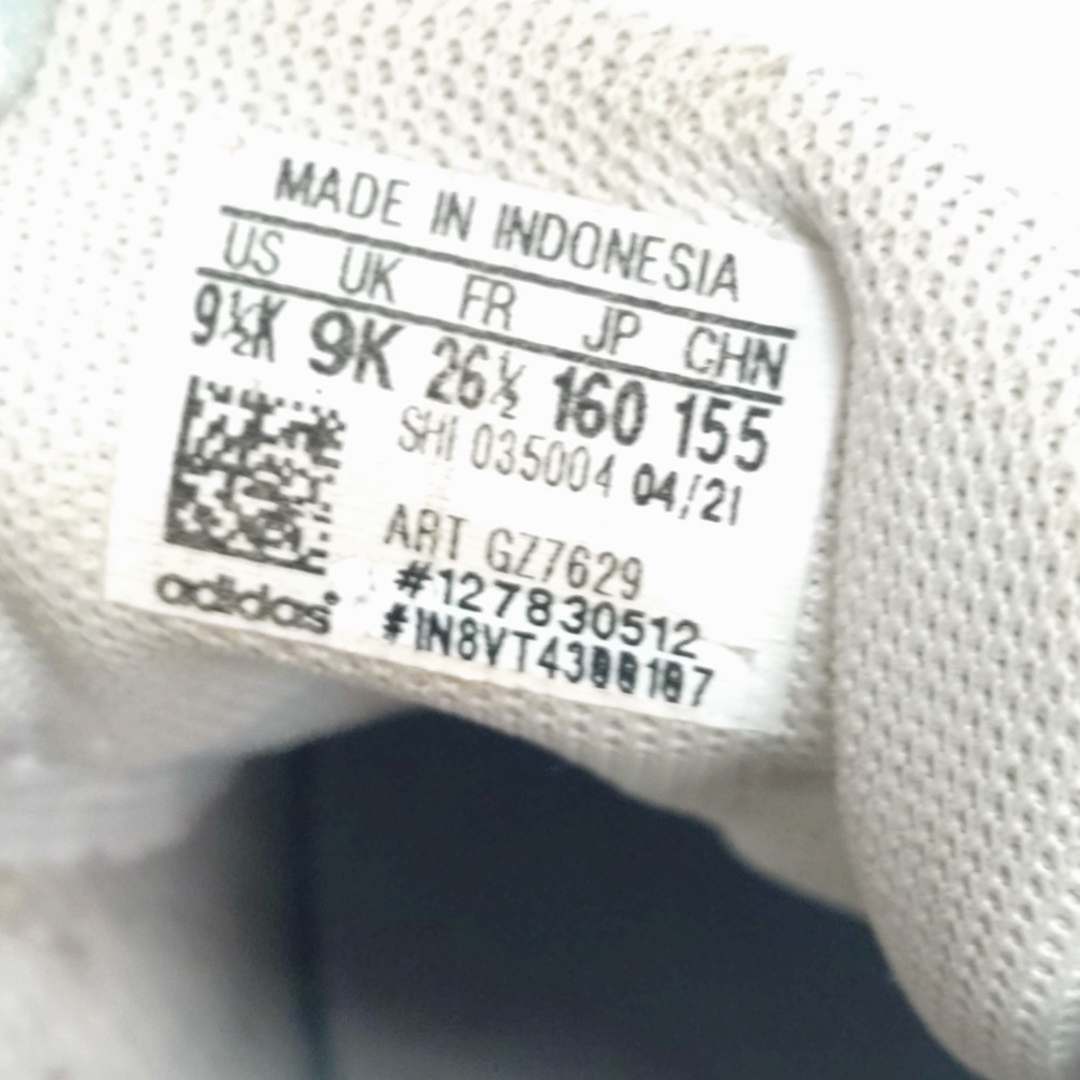 MADE IN INDONESIA
US UK FR JP CHN
9½K 9K 26½ 160 155
SHI 035004 04/21
ART GZ7629
#127830512
adidas